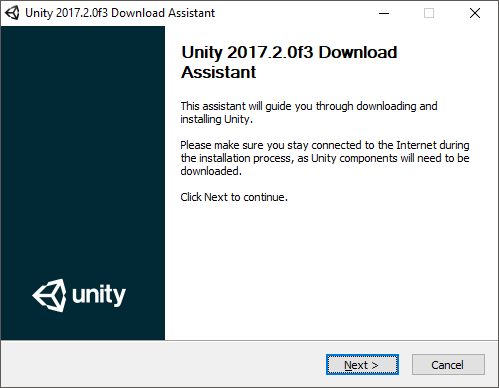 Unity 2017.2.0f3 Download Assistant
Unity 2017.2.0f3 Download
Assistant
This assistant will guide you through downloading and
installing Unity.
Please make sure you stay connected to the Internet during
the installation process, as Unity components will need to be
downloaded.
Click Next to continue.
unity
Next >
Cancel